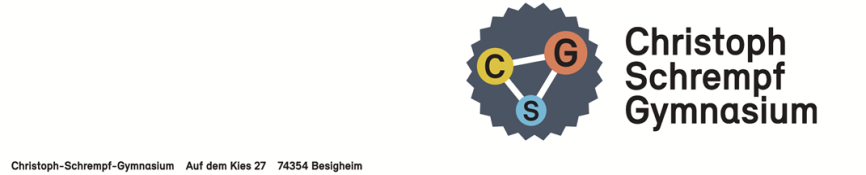 C G
S
Christoph
Schrempf
Gymnasium
Christoph-Schrempf-Gymnasium Auf dem Kies 27 74354 Besigheim